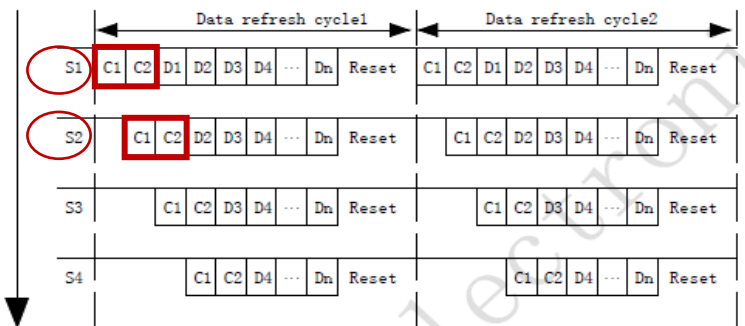 Data refresh cycle1 Data refresh cycle2
S1 C1 C2 D1 D2 D3 D4 ... Dn Reset C1 C2 D1 D2 D3 D4 ... Dn Reset
S2 C1 C2 D2 D3 D4 ... Dn Reset C1 C2 D2 D3 D4 ... Dn Reset
S3 C1 C2 D3 D4 ... Dn Reset C1 C2 D3 D4 ... Dn Reset
S4 C1 C2 D4 ... Dn Reset C1 C2 D4 ... Dn Reset
lectroni